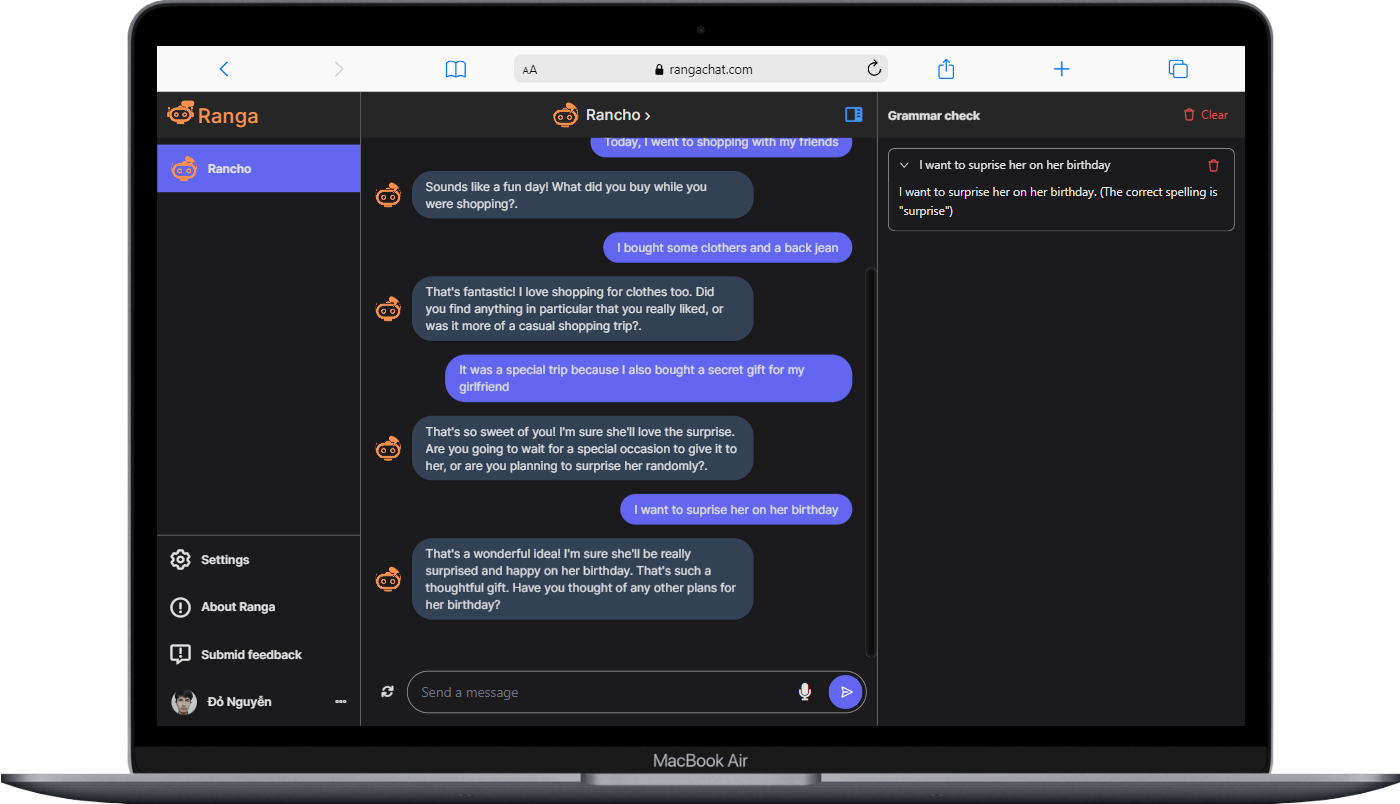 AA
rangachat.com
Ranga
Rancho
Settings
About Ranga
Submid feedback
Đỏ Nguyễn
Rancho
Today, I went to shopping with my friends
Sounds like a fun day! What did you buy while you
were shopping?.
I bought some clothers and a back jean
That's fantastic! I love shopping for clothes too. Did
you find anything in particular that you really liked, or
was it more of a casual shopping trip?.
It was a special trip because I also bought a secret gift for my
girlfriend
That's so sweet of you! I'm sure she'll love the surprise.
Are you going to wait for a special occasion to give it to
her, or are you planning to surprise her randomly?.
I want to suprise her on her birthday
That's a wonderful idea! I'm sure she'll be really
surprised and happy on her birthday. That's such a
thoughtful gift. Have you thought of any other plans for
her birthday?
Send a message
Grammar check
Clear
I want to suprise her on her birthday
I want to surprise her on her birthday. (The correct spelling is
"surprise")
MacBook Air